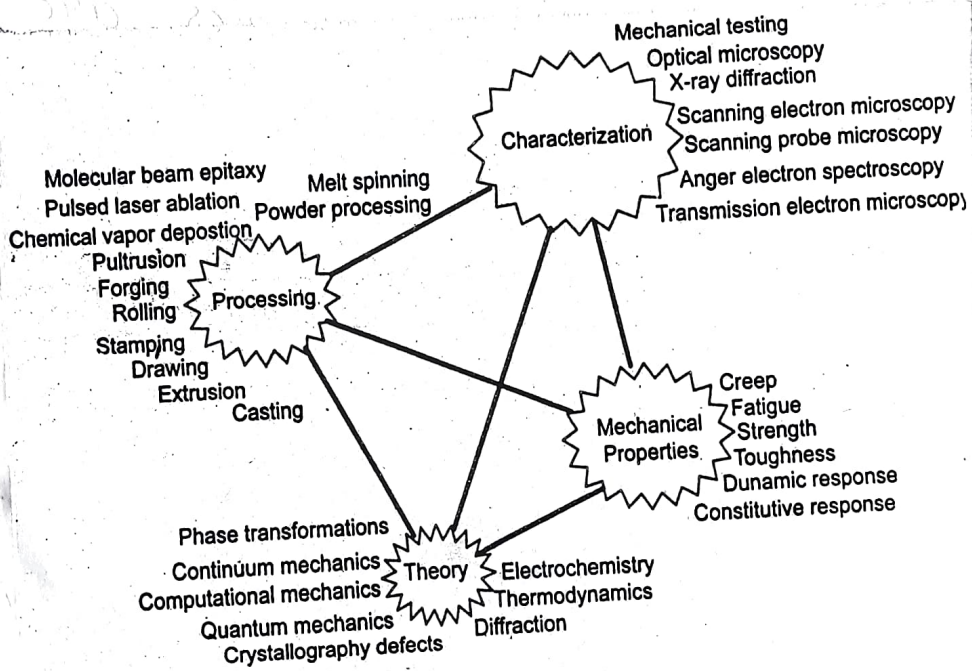 Mechanical testing
Optical microscopy
X-ray diffraction
Scanning electron microscopy
Characterization
Scanning probe microscopy
Anger electron spectroscopy
Transmission electron microscopy
Molecular beam epitaxy
Pulsed laser ablation
Chemical vapor depostion
Melt spinning
Powder processing
Pultrusion
Forging
Rolling
Processing.
Stamping
Drawing
Extrusion
Casting
Mechanical
Properties.
Creep
Fatigue
Strength
Toughness
Dunamic response
Constitutive response
Phase transformations
Continuum mechanics
Computational mechanics
Quantum mechanics
Crystallography defects
Theory
Electrochemistry
Thermodynamics
Diffraction